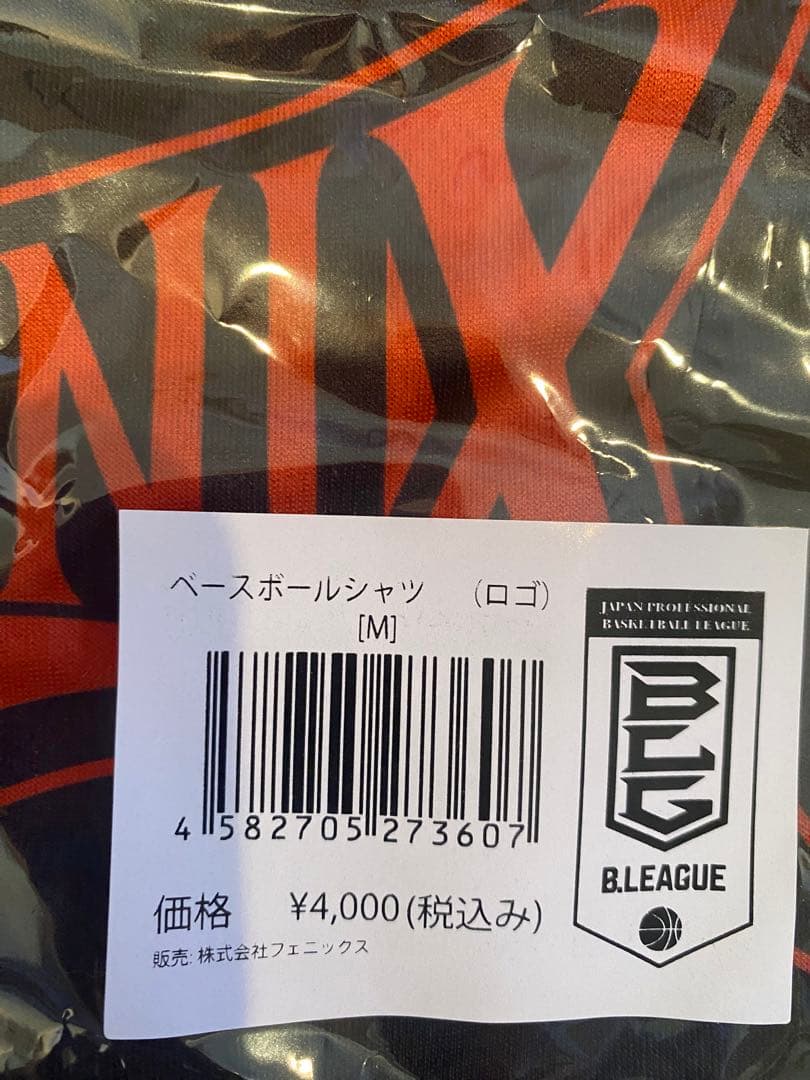 NIX
ベースボールシャツ （ロゴ）
[M]
4 582705 273607
価格 ¥4,000(税込み)
販売: 株式会社フェニックス
JAPAN PROFESSIONAL
BASKETBALL LEAGUE
BLG
B.LEAGUE